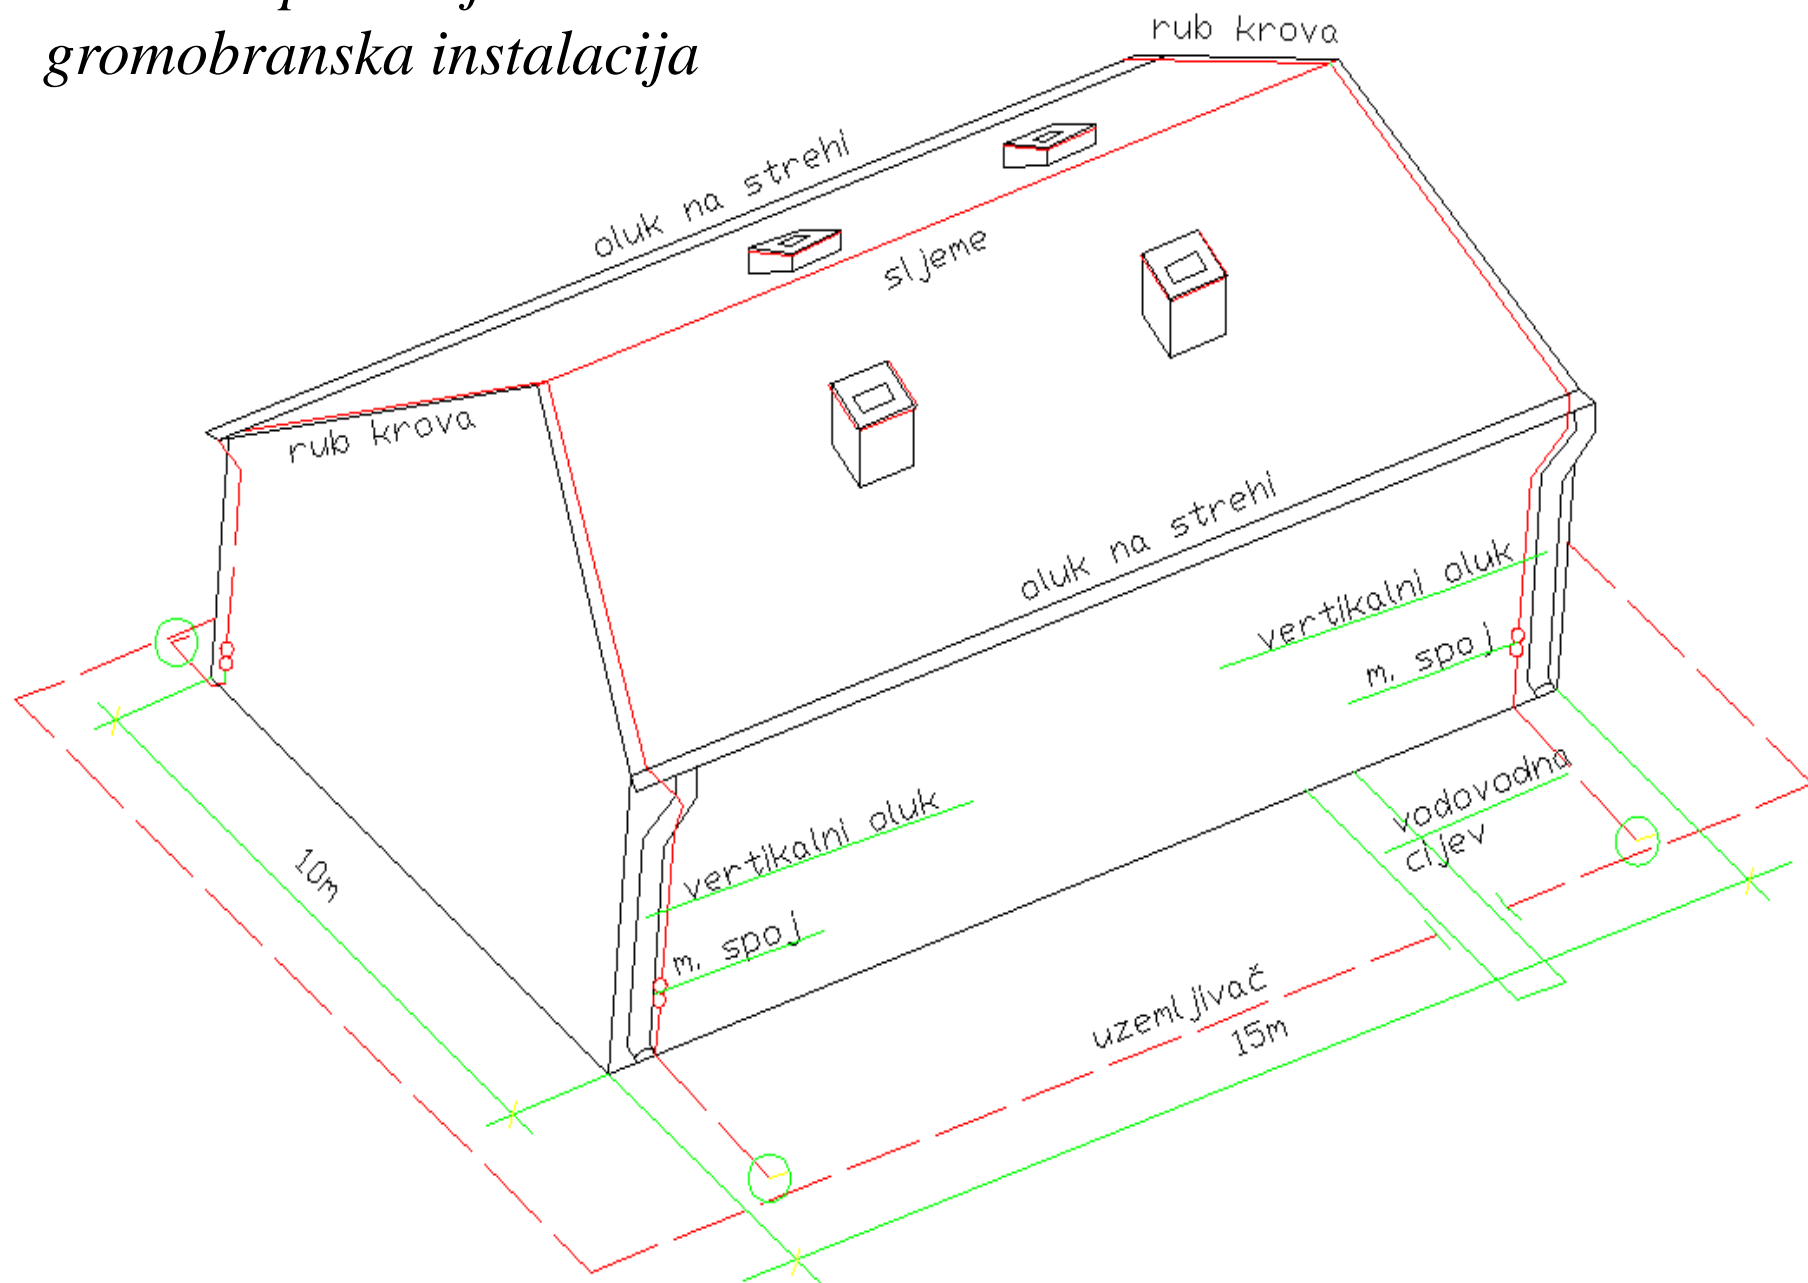 gromobranska instalacija
rub krova
oluk na strehi
sljeme
rub krova
oluk na strehi
vertikalni oluk
m. spoj
vodovodna
cijev
vertikalni oluk
10m
m. spoj
uzemljivač
15m